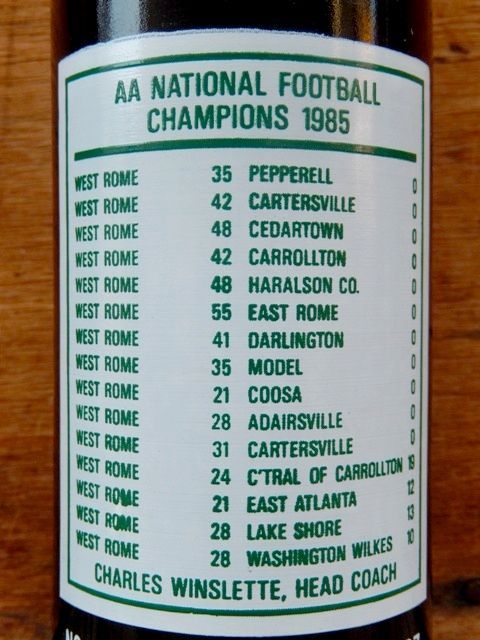 AA NATIONAL FOOTBALL
CHAMPIONS 1985
WEST ROME 35 PEPPERELL 0
WEST ROME 42 CARTERSVILLE 0
WEST ROME 48 CEDARTOWN 0
WEST ROME 42 CARROLLTON 0
WEST ROME 48 HARALSON CO. 0
WEST ROME 55 EAST ROME 0
WEST ROME 41 DARLINGTON 0
WEST ROME 35 MODEL 0
WEST ROME 21 COOSA 0
WEST ROME 28 ADAIRSVILLE 0
WEST ROME 31 CARTERSVILLE 0
WEST ROME 24 C'TRAL OF CARROLLTON 19
WEST ROME 21 EAST ATLANTA 12
WEST ROME 28 LAKE SHORE 13
WEST ROME 28 WASHINGTON WILKES 10
CHARLES WINSLETTE, HEAD COACH